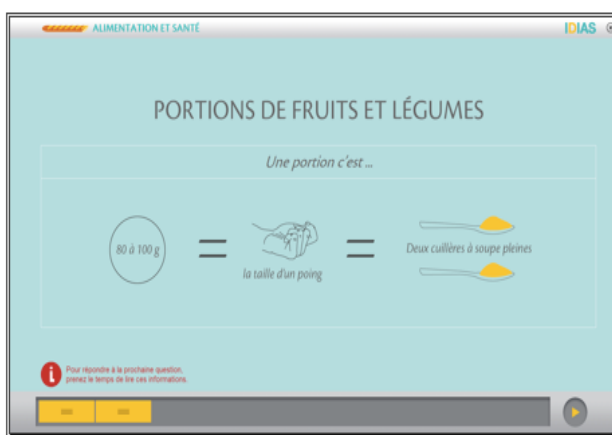 ALIMENTATION ET SANTÉ
IDIAS
PORTIONS DE FRUITS ET LÉGUMES
Une portion c'est ...
80 à 100 g
la taille d'un poing
Deux cuillères à soupe pleines
Pour répondre à la prochaine question,
prenez le temps de lire ces informations.